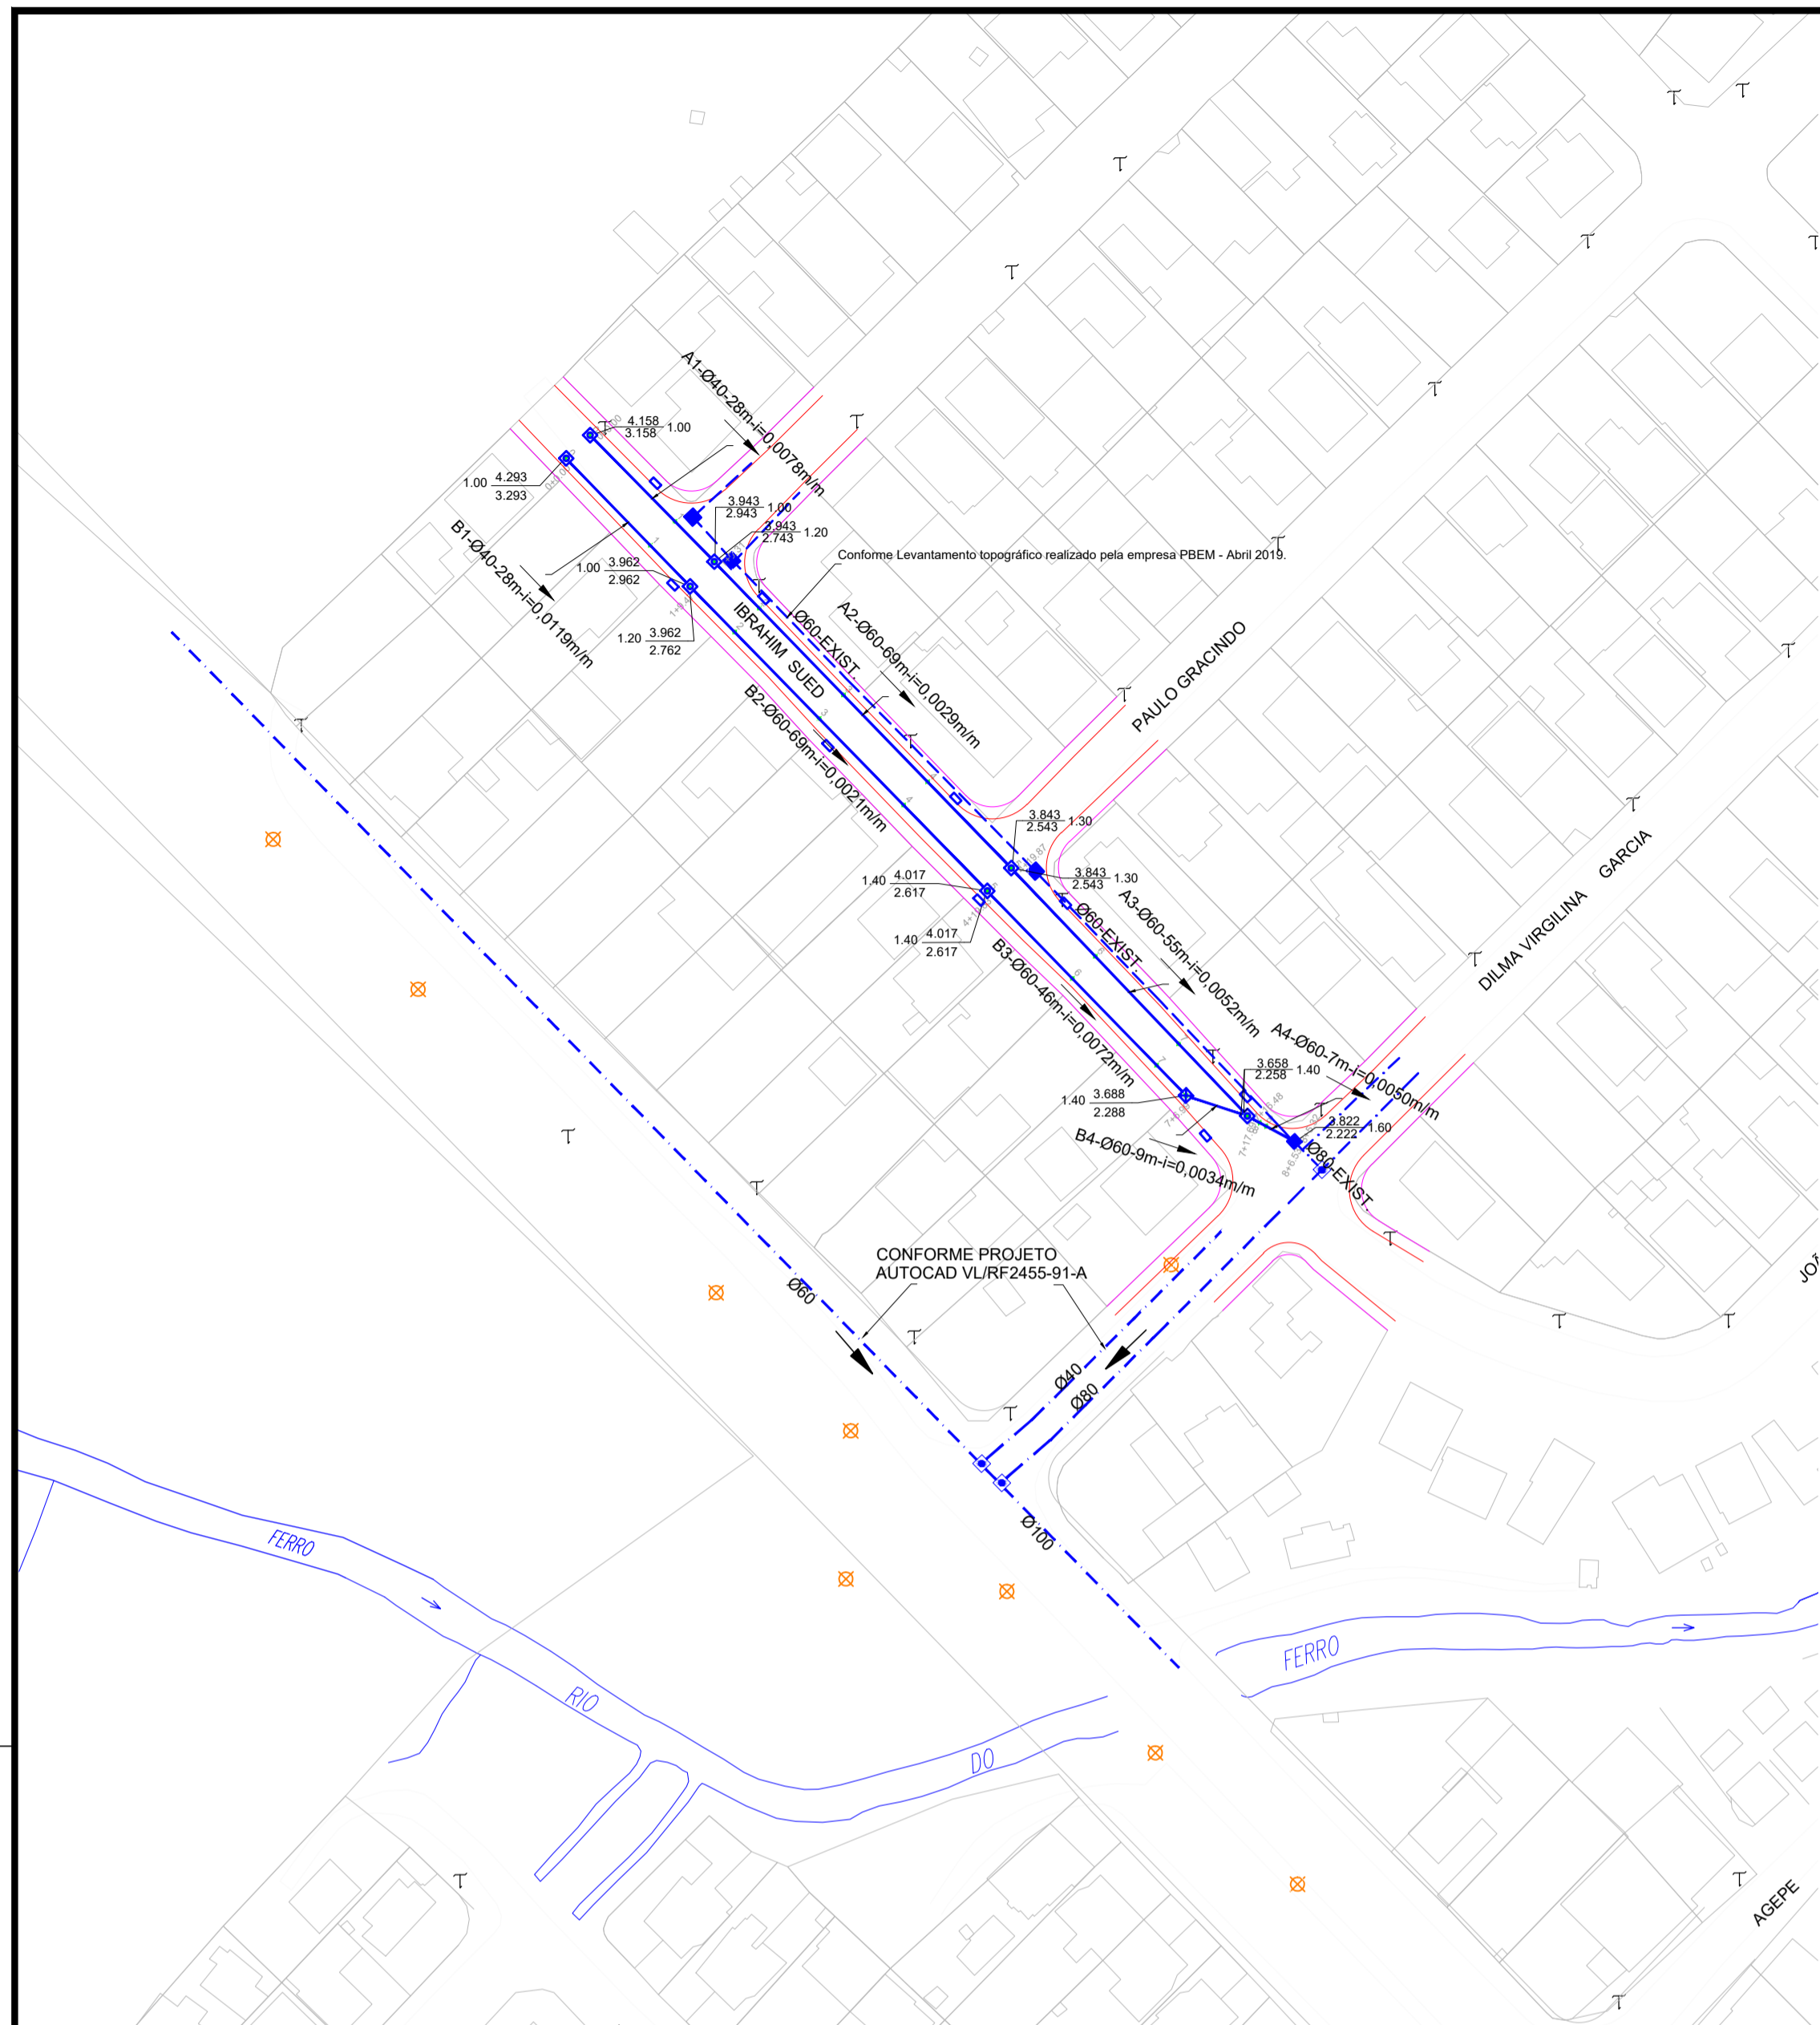 A1-Ø40-28m-i=0,0078m/m
4.158
3.158
1.00
1.00
4.293
3.293
3.943
2.943
1.00
3.943
2.743
1.20
Conforme Levantamento topográfico realizado pela empresa PBEM - Abril 2019.
B1-Ø40-28m-i=0,0119m/m
1.00
3.962
2.962
1.20
3.962
2.762
IBRAHIM SUED
Ø60-EXIST.
A2-Ø60-69m-i=0,0029m/m
PAULO GRACINDO
B2-Ø60-69m-i=0,0021m/m
3.843
2.543
1.30
3.843
2.543
1.30
1.40
4.017
2.617
1.40
4.017
2.617
A3-Ø60-55m-i=0,0052m/m
Ø60-EXIST.
DILMA VIRGILINA GARCIA
B3-Ø60-46m-i=0,0072m/m
A4-Ø60-7m-i=0,0050m/m
3.658
2.258
1.40
1.40
3.688
2.288
3.822
2.222
1.60
B4-Ø60-9m-i=0,0034m/m
Ø80-EXIST.
CONFORME PROJETO
AUTOCAD VL/RF2455-91-A
Ø60
Ø40
Ø80
Ø100
FERRO
RIO
DO
FERRO
AGEPE